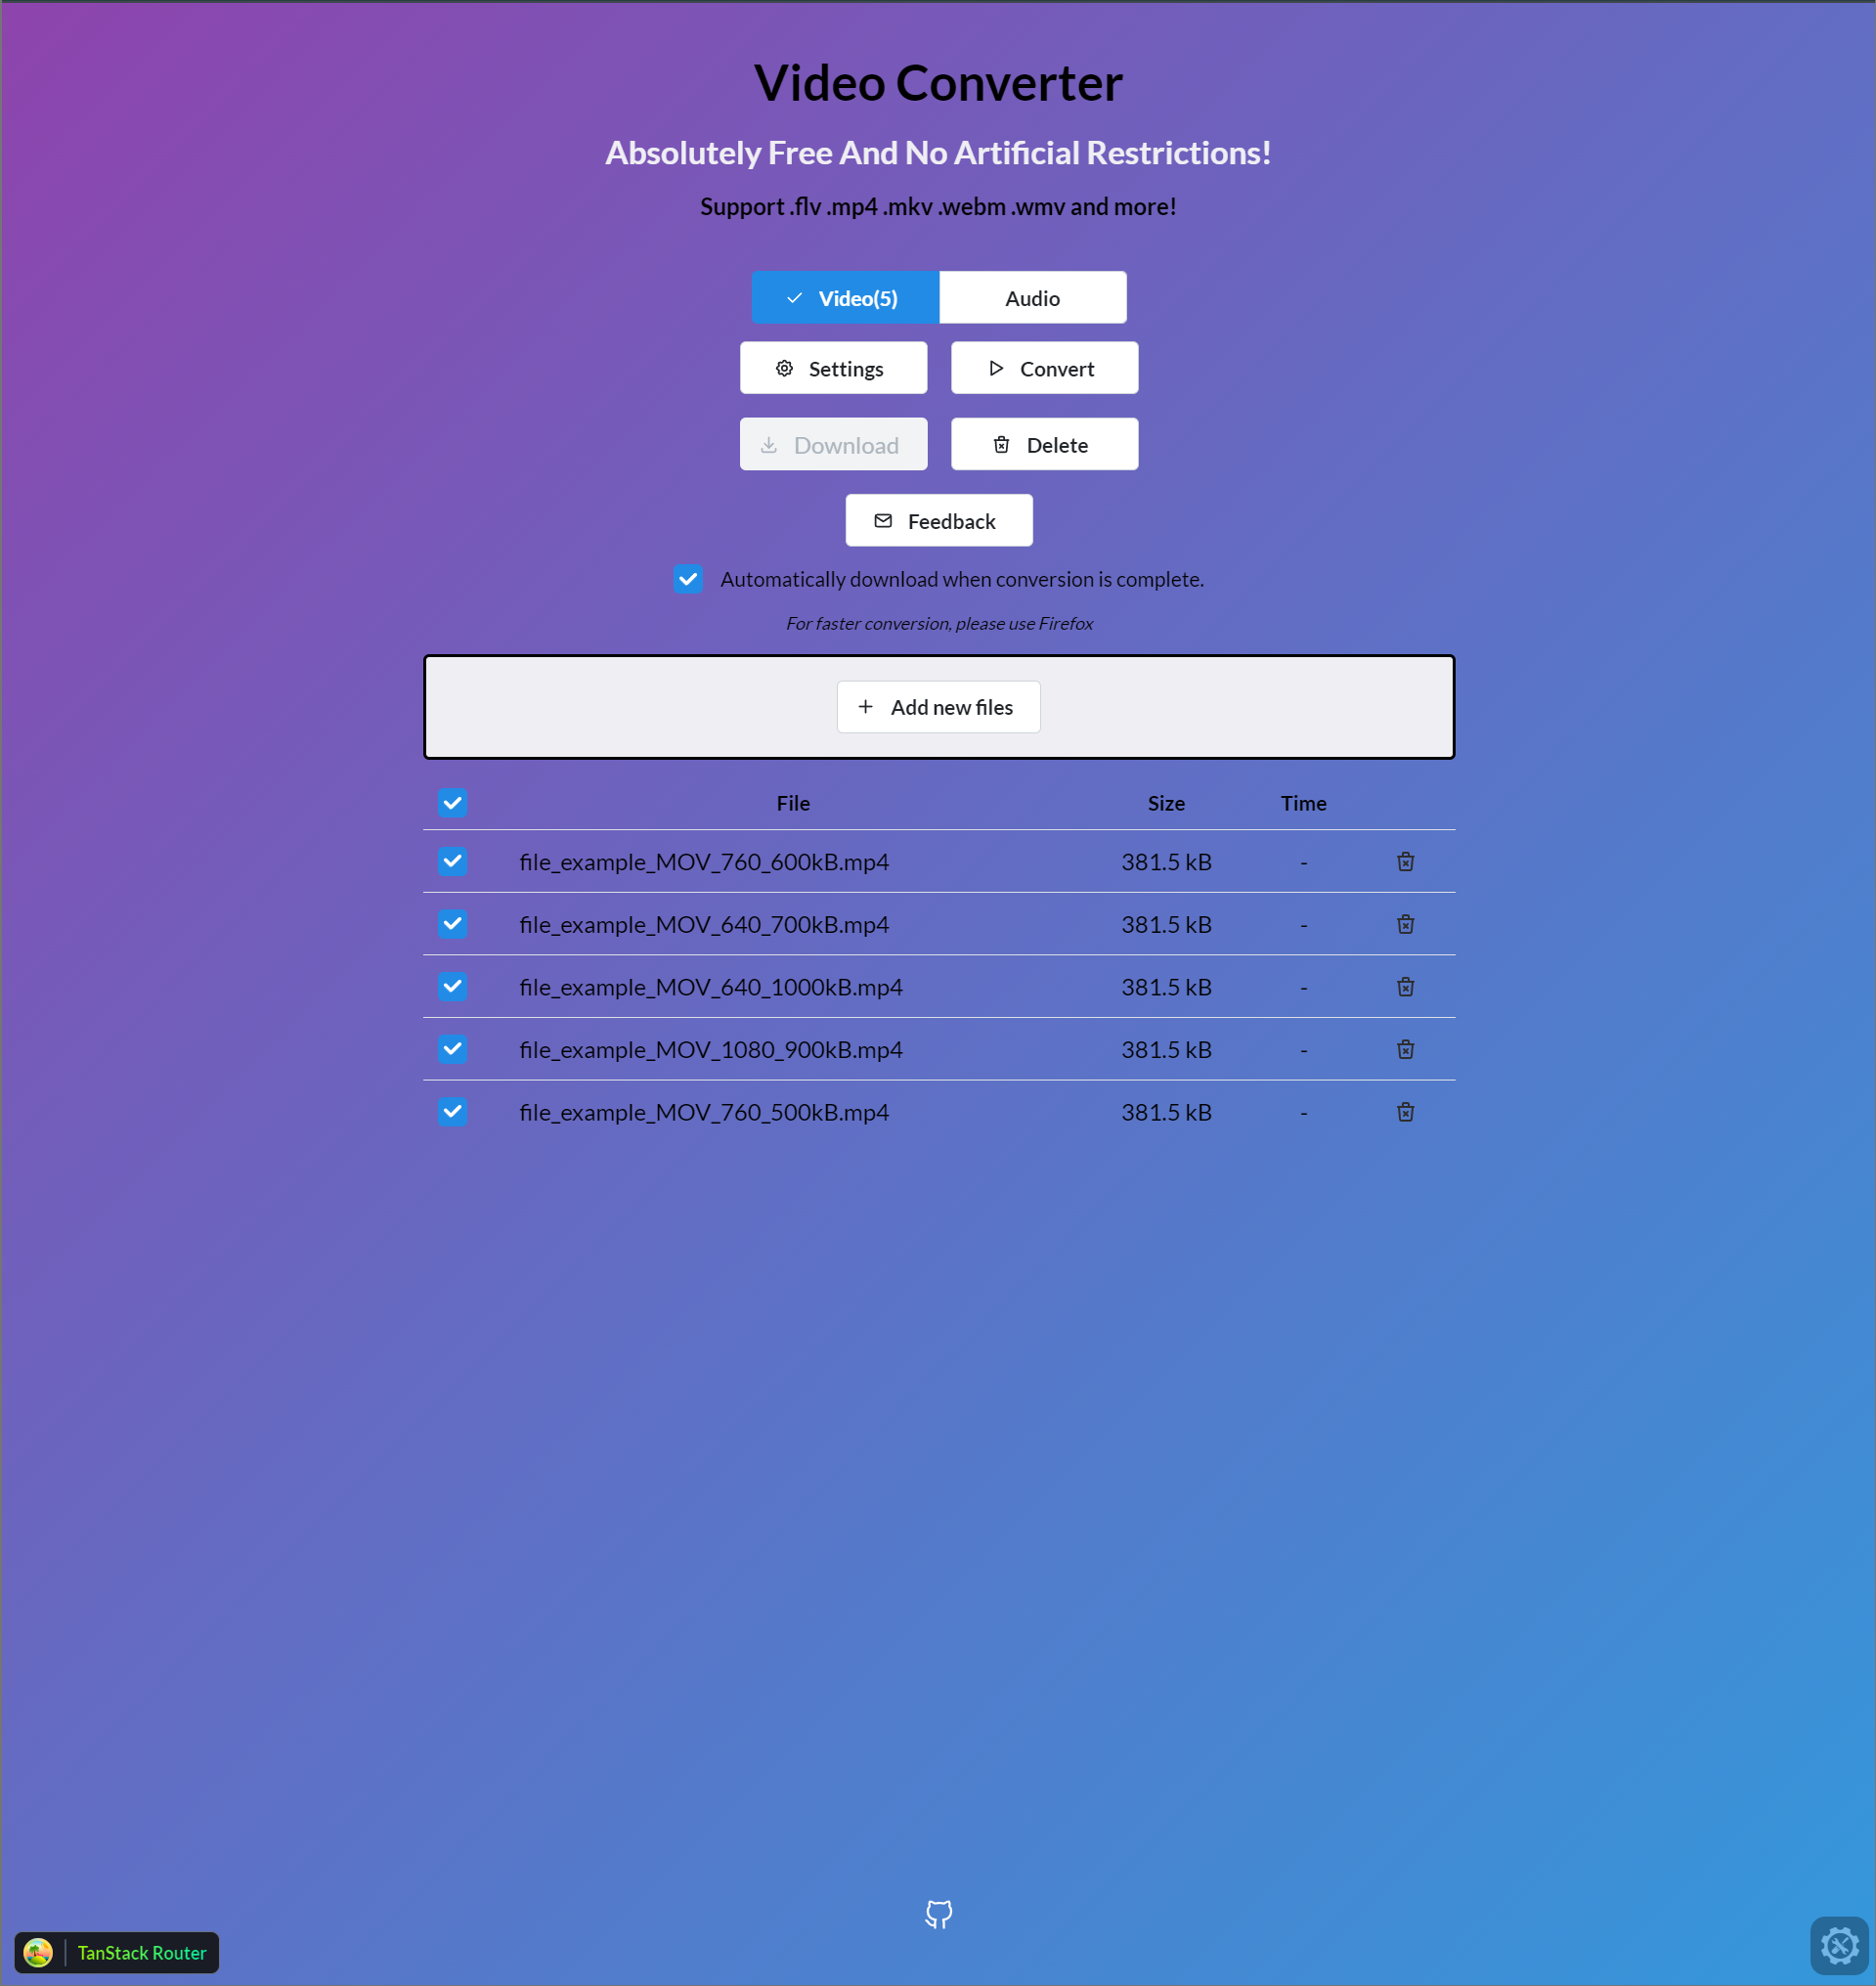 Video Converter
Absolutely Free And No Artificial Restrictions!
Support .flv .mp4 .mkv .webm .wmv and more!
Video(5) Audio
Settings Convert
Download Delete
Feedback
Automatically download when conversion is complete.
For faster conversion, please use Firefox
Add new files
File Size Time
file_example_MOV_760_600kB.mp4 381.5 kB -
file_example_MOV_640_700kB.mp4 381.5 kB -
file_example_MOV_640_1000kB.mp4 381.5 kB -
file_example_MOV_1080_900kB.mp4 381.5 kB -
file_example_MOV_760_500kB.mp4 381.5 kB -
TanStack Router